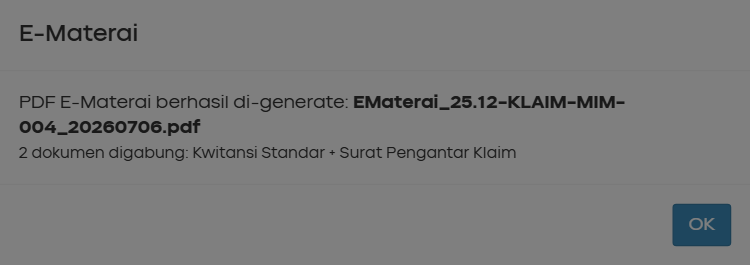 E-Materai
PDF E-Materai berhasil di-generate: EMaterai_25.12-KLAIM-MIM-
004_20260706.pdf
2 dokumen digabung: Kwitansi Standar + Surat Pengantar Klaim
OK